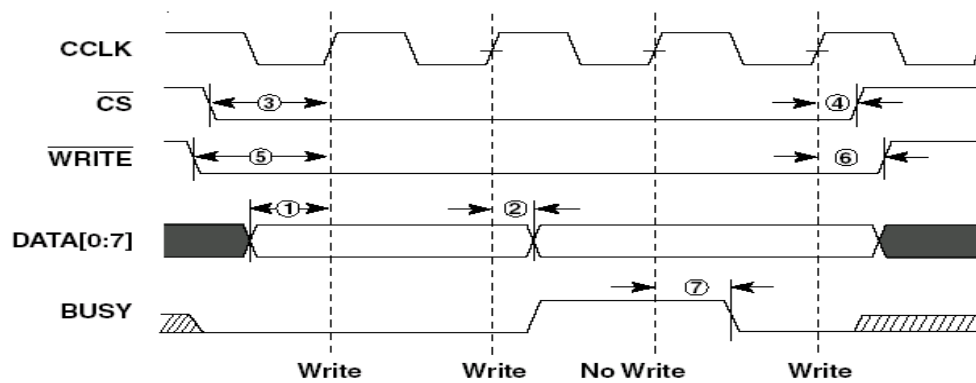 CCLK
CS
③ ④
WRITE
⑤ ⑥
① ②
DATA[0:7]
⑦
BUSY
Write Write No Write Write